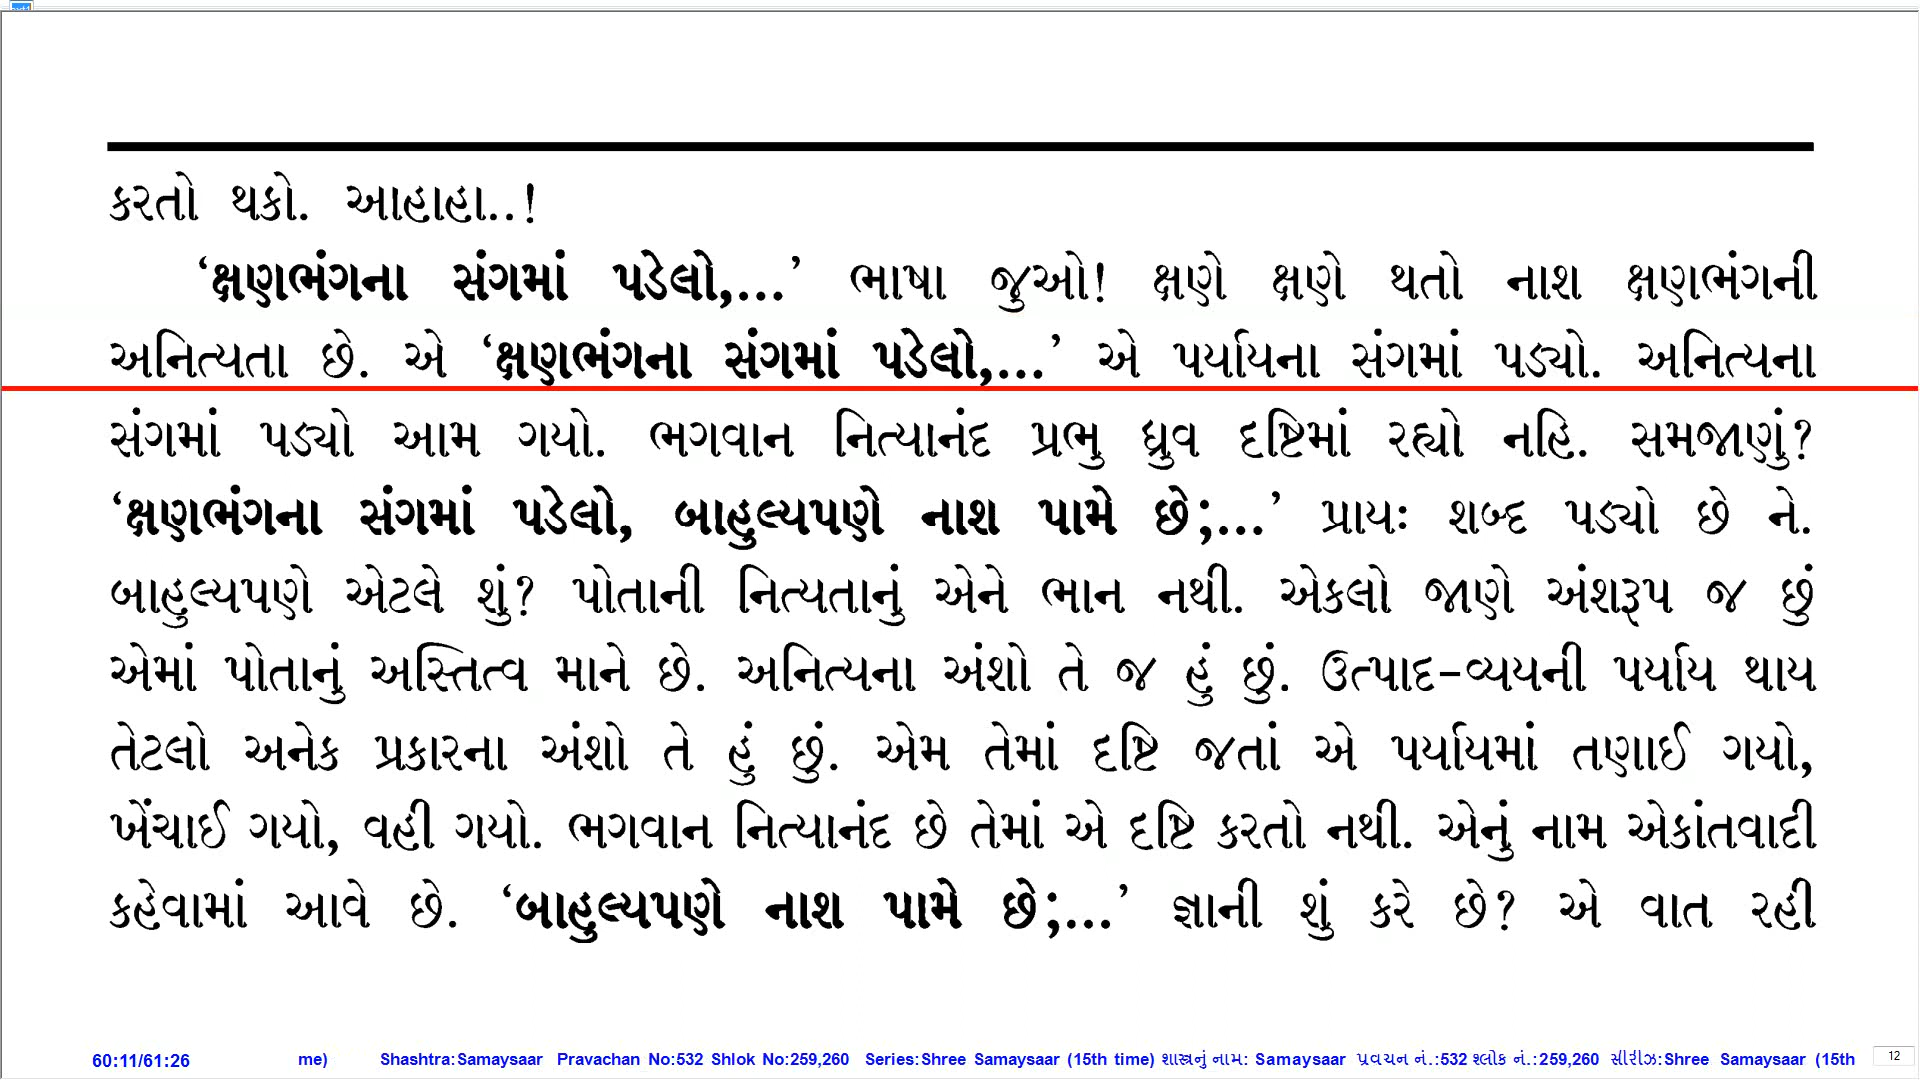 કરતો થકો. આહાહા..!
‘ક્ષણભંગના સંગમાં પડેલો,...’ ભાષા જુઓ! ક્ષણે ક્ષણે થતો નાશ ક્ષણભંગની
અનિત્યતા છે. એ ‘ક્ષણભંગના સંગમાં પડેલો,...’ એ પર્યાયના સંગમાં પડ્યો. અનિત્યના
સંગમાં પડ્યો આમ ગયો. ભગવાન નિત્યાનંદ પ્રભુ ધ્રુવ દૃષ્ટિમાં રહ્યો નહિ. સમજાણું?
‘ક્ષણભંગના સંગમાં પડેલો, બાહુલ્યપણે નાશ પામે છે;...’ પ્રાયઃ શબ્દ પડ્યો છે ને.
બાહુલ્યપણે એટલે શું? પોતાની નિત્યતાનું એને ભાન નથી. એકલો જાણે અંશરૂપ જ છું
એમાં પોતાનું અસ્તિત્વ માને છે. અનિત્યના અંશો તે જ હું છું. ઉત્પાદ-વ્યયની પર્યાય થાય
તેટલો અનેક પ્રકારના અંશો તે હું છું. એમ તેમાં દૃષ્ટિ જતાં એ પર્યાયમાં તણાઈ ગયો,
ખેંચાઈ ગયો, વહી ગયો. ભગવાન નિત્યાનંદ છે તેમાં એ દૃષ્ટિ કરતો નથી. એનું નામ એકાંતવાદી
કહેવામાં આવે છે. ‘બાહુલ્યપણે નાશ પામે છે;...’ જ્ઞાની શું કરે છે? એ વાત રહી
60:11/61:26 me) Shashtra:Samaysaar Pravachan No:532 Shlok No:259,260 Series:Shree Samaysaar (15th time) શાસ્ત્રનું નામ: Samaysaar પ્રવચન નં.:532 શ્લોક નં.:259,260 સીરીઝ:Shree Samaysaar (15th 12